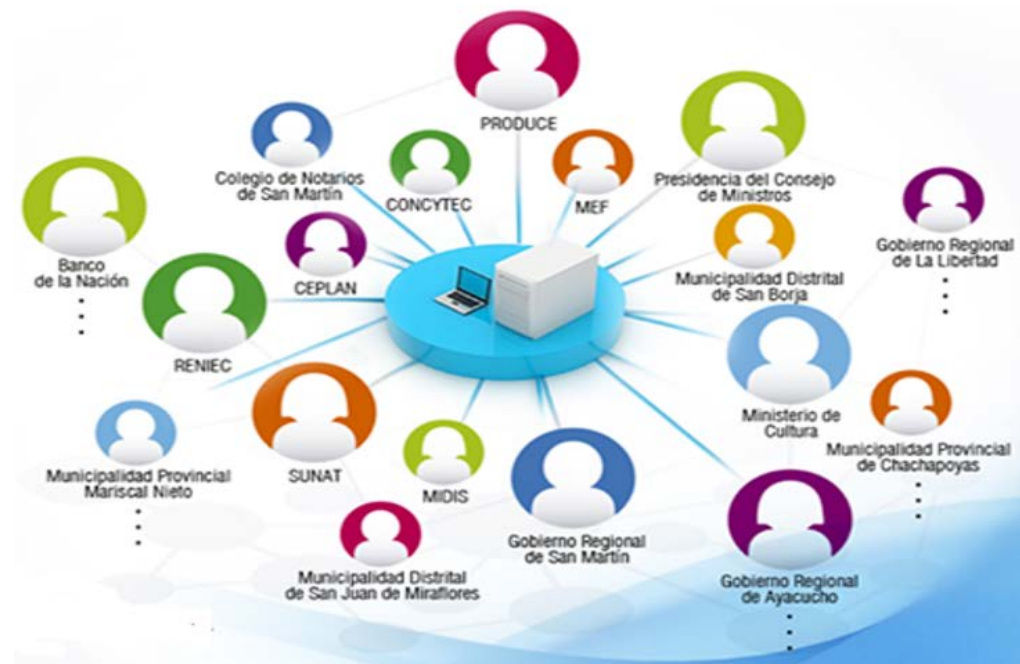 PRODUCE
Colegio de Notarios
de San Martín
CONCYTEC
MEF
Presidencia del Consejo
de Ministros
Gobierno Regional
de La Libertad
Banco
de la Nación
CEPLAN
Municipalidad Distrital
de San Borja
RENIEC
Ministerio de
Cultura
Municipalidad Provincial
de Chachapoyas
Municipalidad Provincial
Mariscal Nieto
SUNAT
MIDIS
Gobierno Regional
de San Martín
Municipalidad Distrital
de San Juan de Miraflores
Gobierno Regional
de Ayacucho